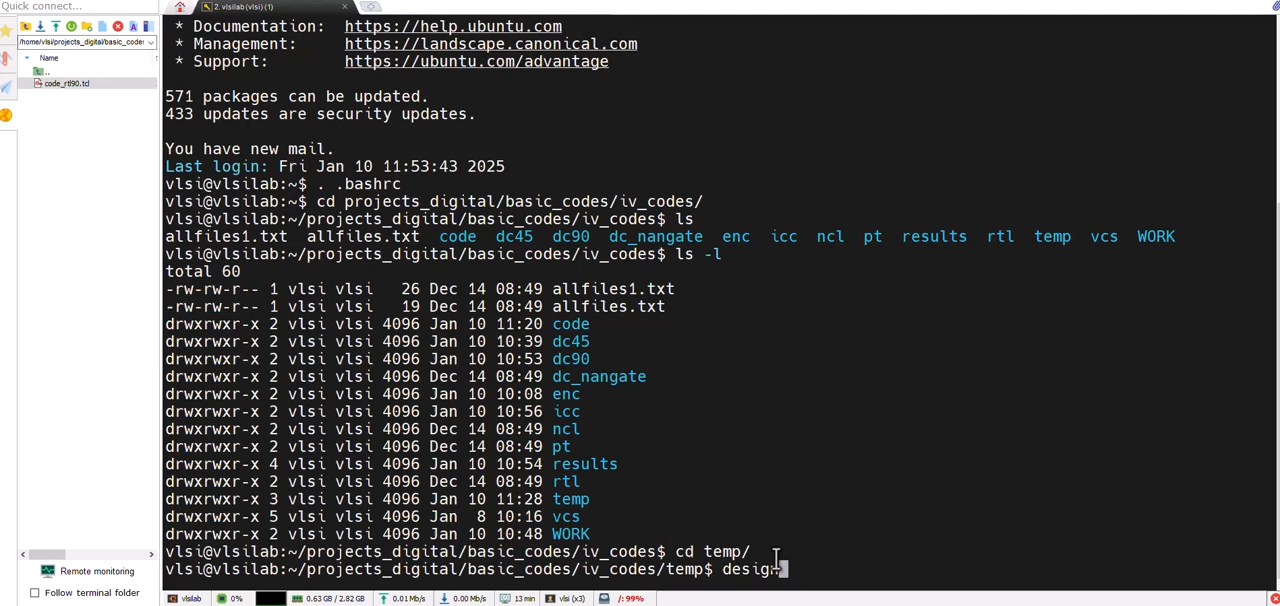 Quick connect...
2. vlsilab (vlsi) (1)
/home/vlsi/projects_digital/basic_codes
Name
..
code_rtl90.tcl
* Documentation: https://help.ubuntu.com
* Management: https://landscape.canonical.com
* Support: https://ubuntu.com/advantage
571 packages can be updated.
433 updates are security updates.
You have new mail.
Last login: Fri Jan 10 11:53:43 2025
vlsi@vlsilab:~$ . .bashrc
vlsi@vlsilab:~$ cd projects_digital/basic_codes/iv_codes/
vlsi@vlsilab:~/projects_digital/basic_codes/iv_codes$ ls
allfiles1.txt allfiles.txt code dc45 dc90 dc_nangate enc icc ncl pt results rtl temp vcs WORK
vlsi@vlsilab:~/projects_digital/basic_codes/iv_codes$ ls -l
total 60
-rw-rw-r-- 1 vlsi vlsi 26 Dec 14 08:49 allfiles1.txt
-rw-rw-r-- 1 vlsi vlsi 19 Dec 14 08:49 allfiles.txt
drwxrwxr-x 2 vlsi vlsi 4096 Jan 10 11:20 code
drwxrwxr-x 2 vlsi vlsi 4096 Jan 10 10:39 dc45
drwxrwxr-x 2 vlsi vlsi 4096 Jan 10 10:53 dc90
drwxrwxr-x 2 vlsi vlsi 4096 Dec 14 08:49 dc_nangate
drwxrwxr-x 2 vlsi vlsi 4096 Jan 10 10:08 enc
drwxrwxr-x 2 vlsi vlsi 4096 Jan 10 10:56 icc
drwxrwxr-x 2 vlsi vlsi 4096 Dec 14 08:49 ncl
drwxrwxr-x 2 vlsi vlsi 4096 Dec 14 08:49 pt
drwxrwxr-x 4 vlsi vlsi 4096 Jan 10 10:54 results
drwxrwxr-x 2 vlsi vlsi 4096 Dec 14 08:49 rtl
drwxrwxr-x 3 vlsi vlsi 4096 Jan 10 11:28 temp
drwxrwxr-x 5 vlsi vlsi 4096 Jan 8 10:16 vcs
drwxrwxr-x 2 vlsi vlsi 4096 Jan 10 10:48 WORK
vlsi@vlsilab:~/projects_digital/basic_codes/iv_codes$ cd temp/
vlsi@vlsilab:~/projects_digital/basic_codes/iv_codes/temp$ design
Remote monitoring
Follow terminal folder
vlsilab 0% 0.63 GB / 2.82 GB 0.01 Mb/s 0.00 Mb/s 13 min vlsi (x3) /: 99%